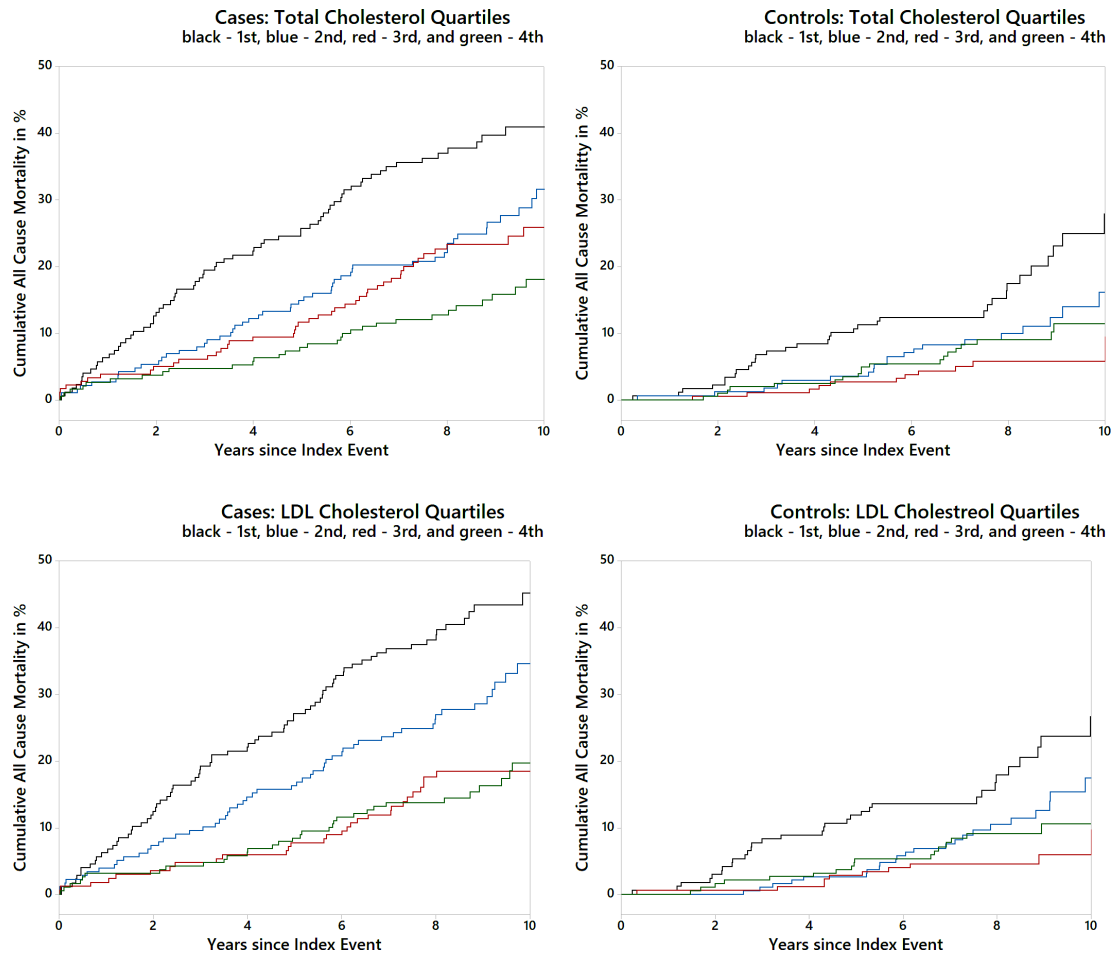 Cases: Total Cholesterol Quartiles
black - 1st, blue - 2nd, red - 3rd, and green - 4th
Cumulative All Cause Mortality in %
50
40
30
20
10
0
0 2 4 6 8 10
Years since Index Event
Controls: Total Cholesterol Quartiles
black - 1st, blue - 2nd, red - 3rd, and green - 4th
Cumulative All Cause Mortality in %
50
40
30
20
10
0
0 2 4 6 8 10
Years since Index Event
Cases: LDL Cholesterol Quartiles
black - 1st, blue - 2nd, red - 3rd, and green - 4th
Cumulative All Cause Mortality in %
50
40
30
20
10
0
0 2 4 6 8 10
Years since Index Event
Controls: LDL Cholestreol Quartiles
black - 1st, blue - 2nd, red - 3rd, and green - 4th
Cumulative All Cause Mortality in %
50
40
30
20
10
0
0 2 4 6 8 10
Years since Index Event